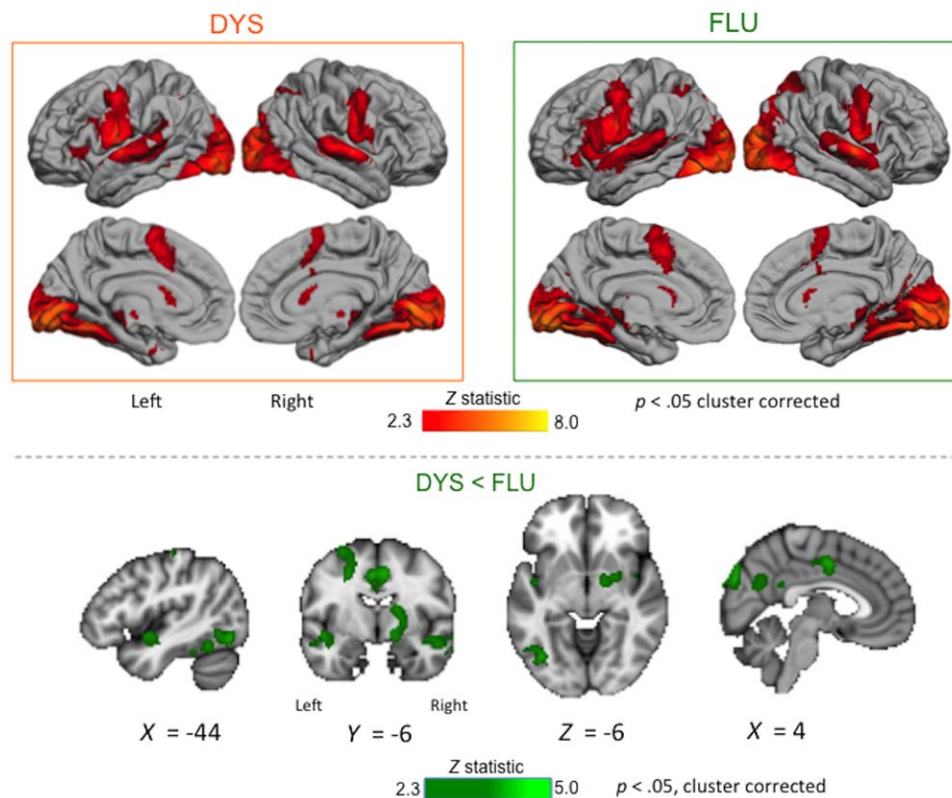 DYS FLU
Left Right Z statistic p < .05 cluster corrected
2.3 8.0
DYS < FLU
Left Right
X = -44 Y = -6 Z = -6 X = 4
Z statistic
2.3 5.0 p < .05, cluster corrected